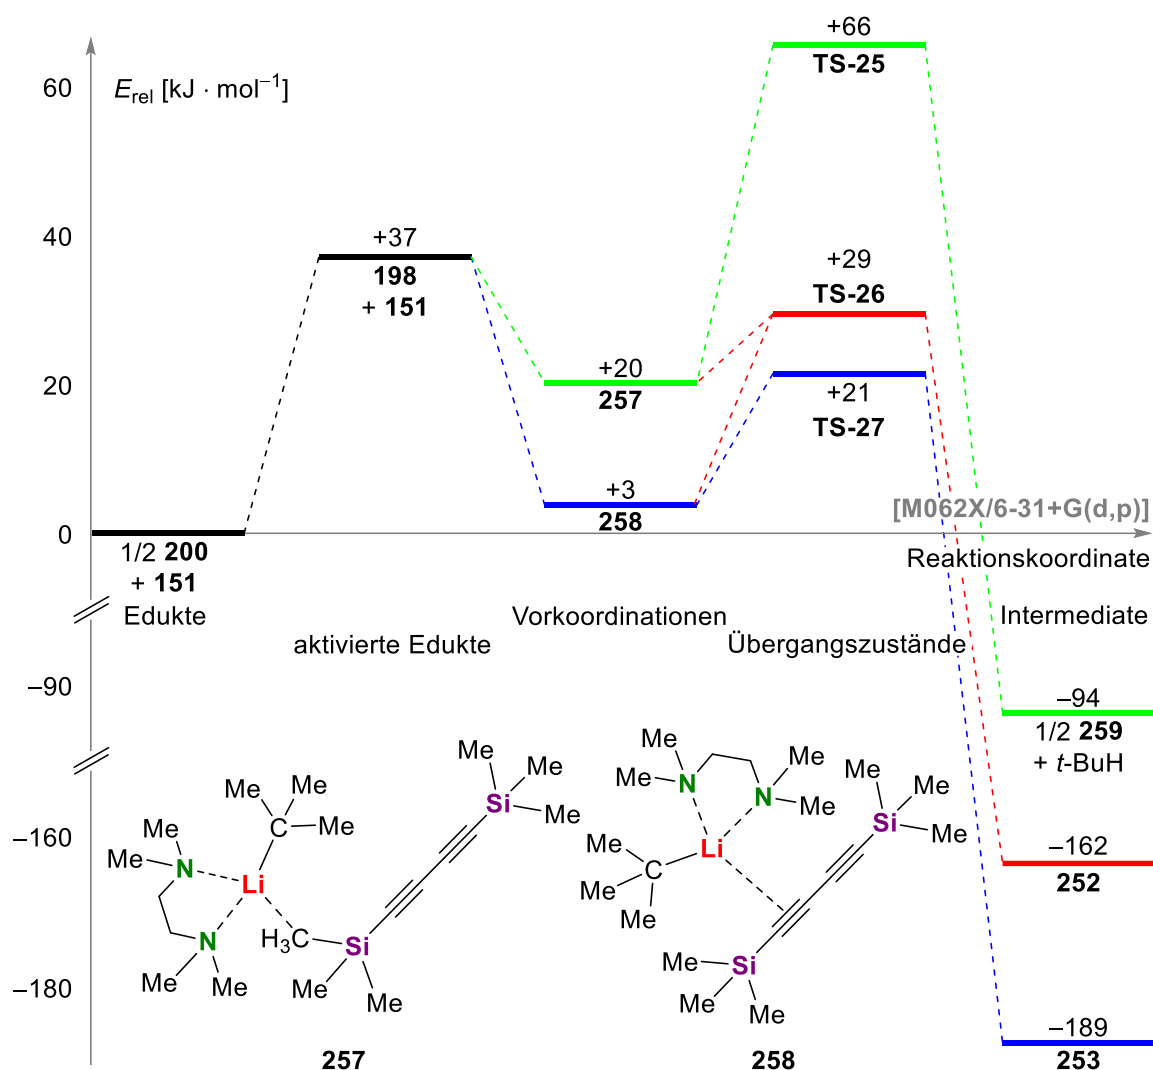 +66
TS-25
60
Erel [kJ · mol–1]
40
+37
198
+ 151
+29
TS-26
20
+20
257
+21
TS-27
+3
258
[M062X/6-31+G(d,p)]
0
1/2 200
+ 151
Reaktionskoordinate
Edukte
Vorkoordinationen
Intermediate
aktivierte Edukte
Übergangszustände
–90
–94
1/2 259
+ t-BuH
–160
–162
252
–180
–189
253
Me
Me
Me
Si
Me
Me
C
Me
Me
Me
N
Li
N
H3C
Si
Me
Me
Me
Me
257
Me
Me
N
Me
N
Me
Me
Me
Si
Me
Li
Me
C
Me
Me
Me
Si
Me
Me
258